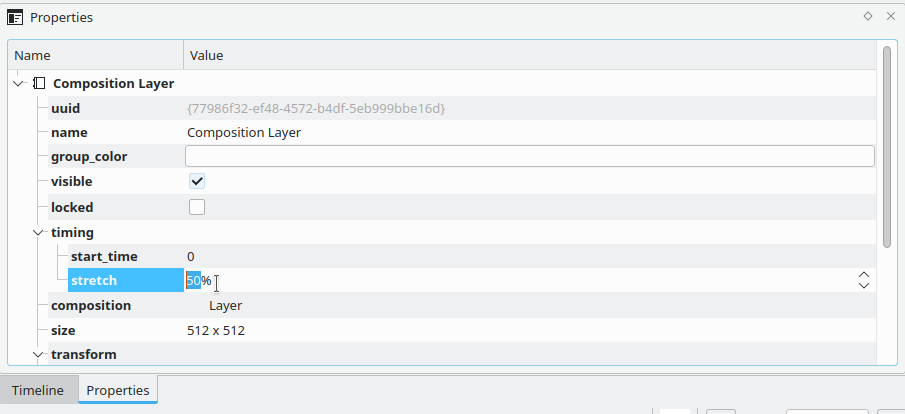 Properties
Name Value
Composition Layer
uuid {77986f32-ef48-4572-b4df-5eb999bbe16d}
name Composition Layer
group_color
visible
locked
timing
start_time 0
stretch 50%
composition Layer
size 512 x 512
transform
Timeline Properties